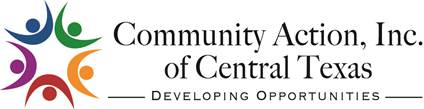 Community Action, Inc.
of Central Texas
Developing Opportunities